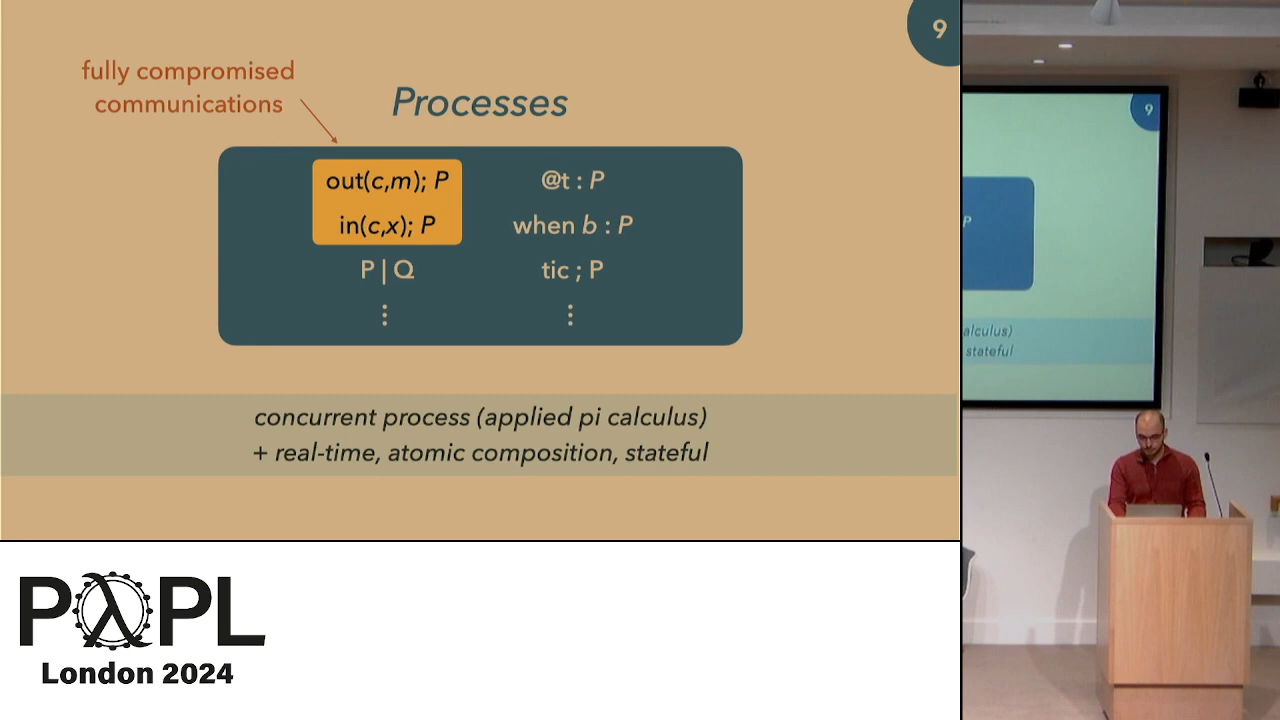 9
fully compromised
communications
Processes
out(c,m); P
in(c,x); P
P | Q
⋮
@t : P
when b : P
tic ; P
⋮
concurrent process (applied pi calculus)
+ real-time, atomic composition, stateful
9
P
alculus)
stateful
PλPL
London 2024